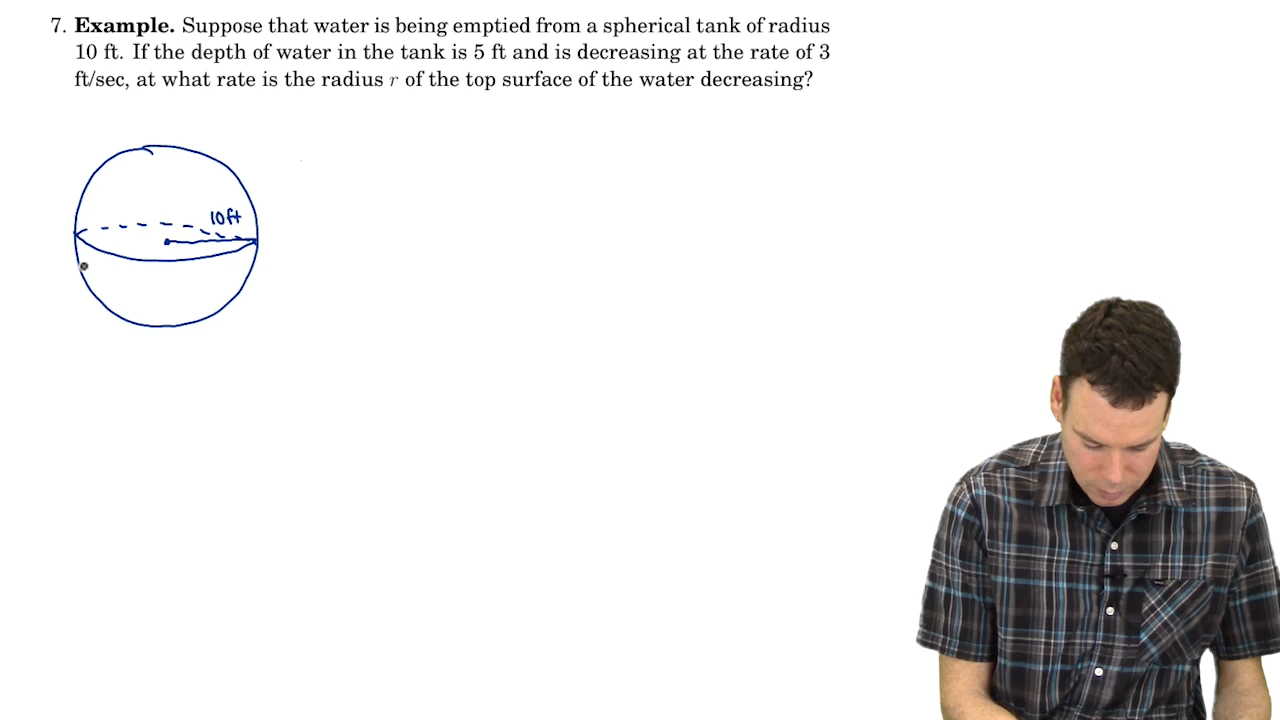 7. Example. Suppose that water is being emptied from a spherical tank of radius
10 ft. If the depth of water in the tank is 5 ft and is decreasing at the rate of 3
ft/sec, at what rate is the radius r of the top surface of the water decreasing?
10ft